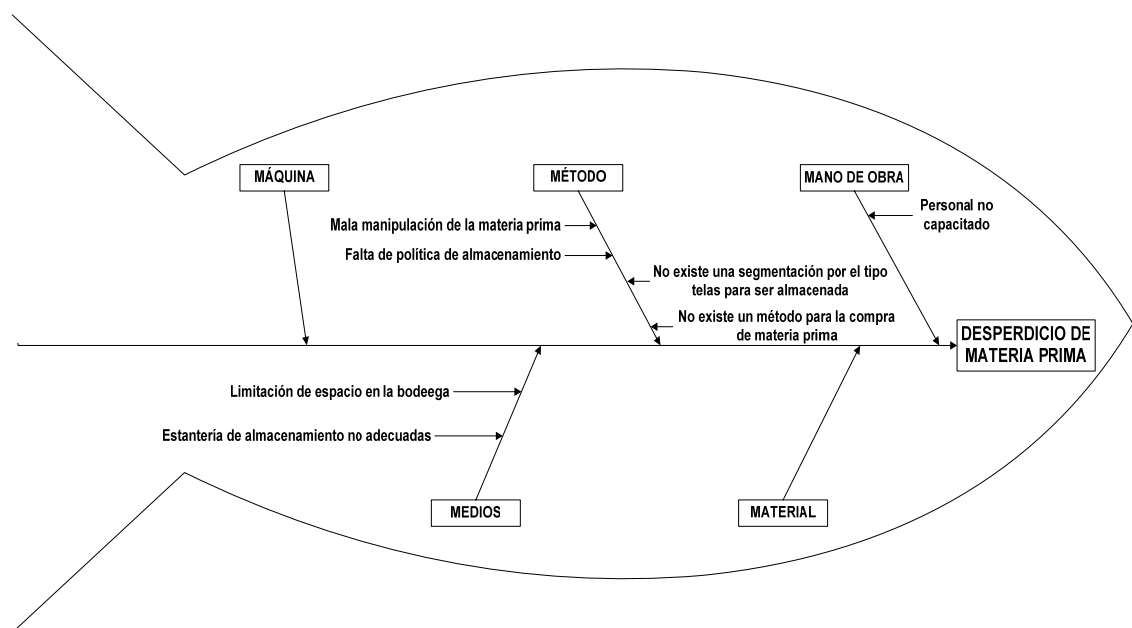 MÁQUINA
MÉTODO
MANO DE OBRA
Personal no
capacitado
Mala manipulación de la materia prima
Falta de política de almacenamiento
No existe una segmentación por el tipo
telas para ser almacenada
No existe un método para la compra
de materia prima
DESPERDICIO DE
MATERIA PRIMA
Limitación de espacio en la bodeega
Estantería de almacenamiento no adecuadas
MEDIOS
MATERIAL